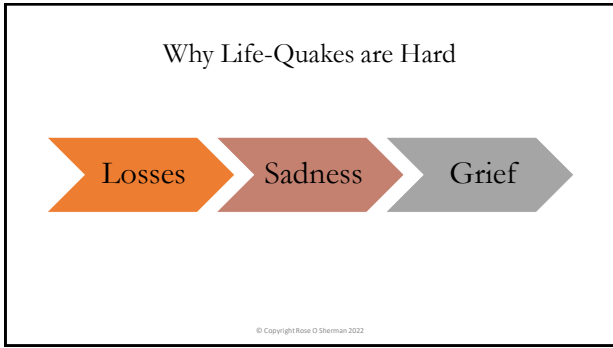 Why Life-Quakes are Hard
Losses Sadness Grief
© Copyright Rose O Sherman 2022